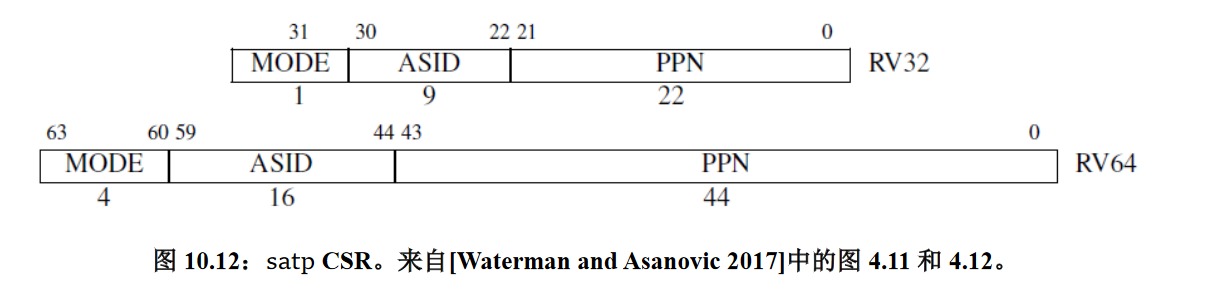 31 30 22 21 0
MODE ASID PPN RV32
1 9 22
63 60 59 44 43 0
MODE ASID PPN RV64
4 16 44
图 10.12：satp CSR。来自[Waterman and Asanovic 2017]中的图 4.11 和 4.12。